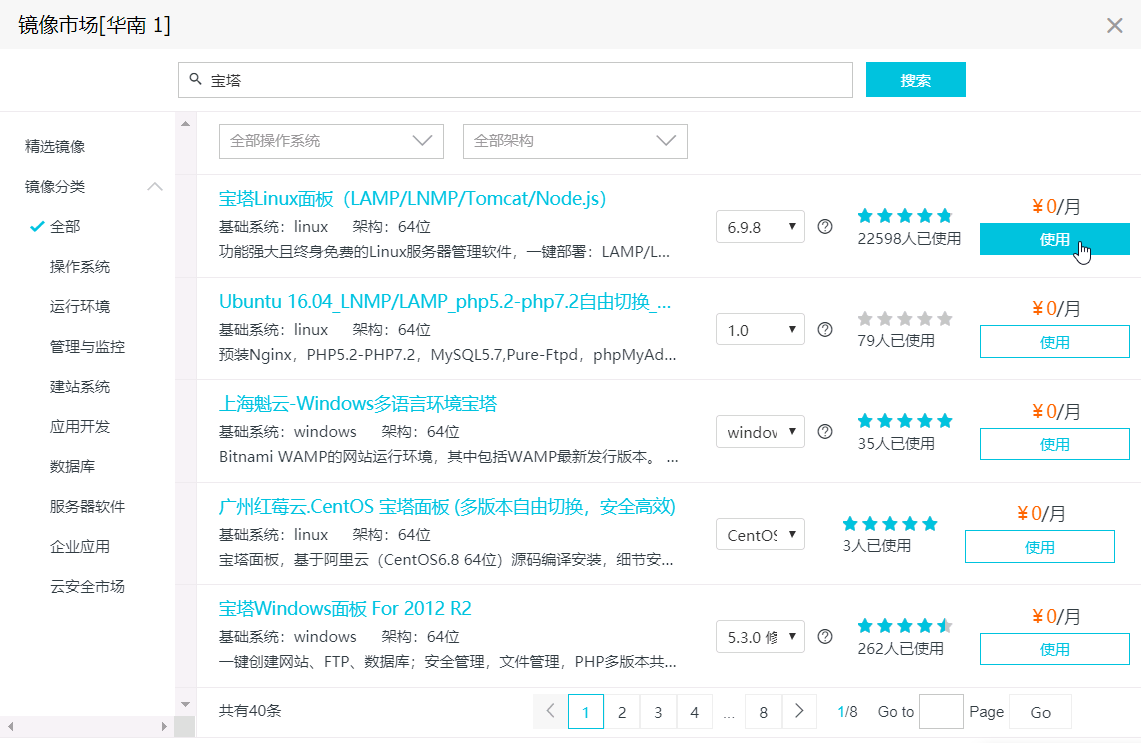 镜像市场[华南 1]
宝塔
搜索
精选镜像
镜像分类
全部
操作系统
运行环境
管理与监控
建站系统
应用开发
数据库
服务器软件
企业应用
云安全市场
全部操作系统
全部架构
宝塔Linux面板（LAMP/LNMP/Tomcat/Node.js）
基础系统：linux 架构：64位
功能强大且终身免费的Linux服务器管理软件，一键部署：LAMP/L...
6.9.8
22598人已使用
¥0/月
使用
Ubuntu 16.04_LNMP/LAMP_php5.2-php7.2自由切换_...
基础系统：linux 架构：64位
预装Nginx，PHP5.2-PHP7.2，MySQL5.7,Pure-Ftpd，phpMyAd...
1.0
79人已使用
¥0/月
使用
上海魁云-Windows多语言环境宝塔
基础系统：windows 架构：64位
Bitnami WAMP的网站运行环境，其中包括WAMP最新发行版本。 ...
window
35人已使用
¥0/月
使用
广州红莓云.CentOS 宝塔面板 (多版本自由切换，安全高效)
基础系统：linux 架构：64位
宝塔面板，基于阿里云（CentOS6.8 64位）源码编译安装，细节安...
CentOS
3人已使用
¥0/月
使用
宝塔Windows面板 For 2012 R2
基础系统：windows 架构：64位
一键创建网站、FTP、数据库；安全管理，文件管理，PHP多版本共...
5.3.0 修
262人已使用
¥0/月
使用
共有40条
1 2 3 4 ... 8 1/8 Go to Page Go